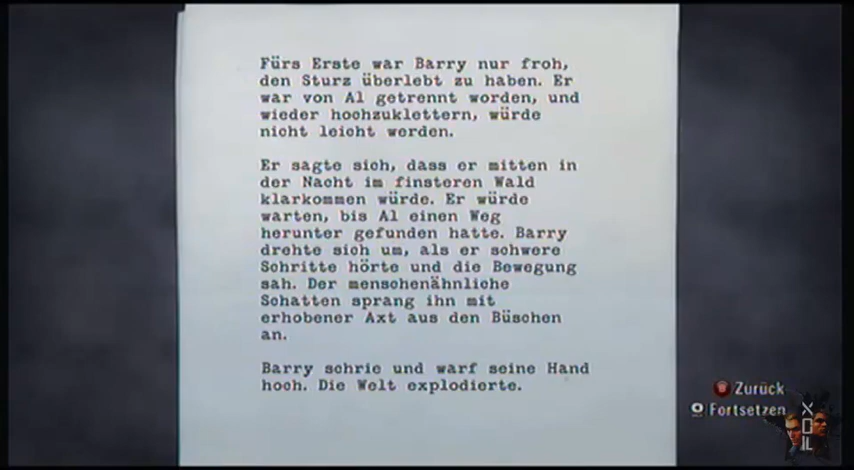 Fürs Erste war Barry nur froh,
den Sturz überlebt zu haben. Er
war von Al getrennt worden, und
wieder hochzuklettern, würde
nicht leicht werden.
Er sagte sich, dass er mitten in
der Nacht im finsteren Wald
klarkommen würde. Er würde
warten, bis Al einen Weg
herunter gefunden hatte. Barry
drehte sich um, als er schwere
Schritte hörte und die Bewegung
sah. Der menschenähnliche
Schatten sprang ihn mit
erhobener Axt aus den Büschen
an.
Barry schrie und warf seine Hand
hoch. Die Welt explodierte.
Zurück
Fortsetzen